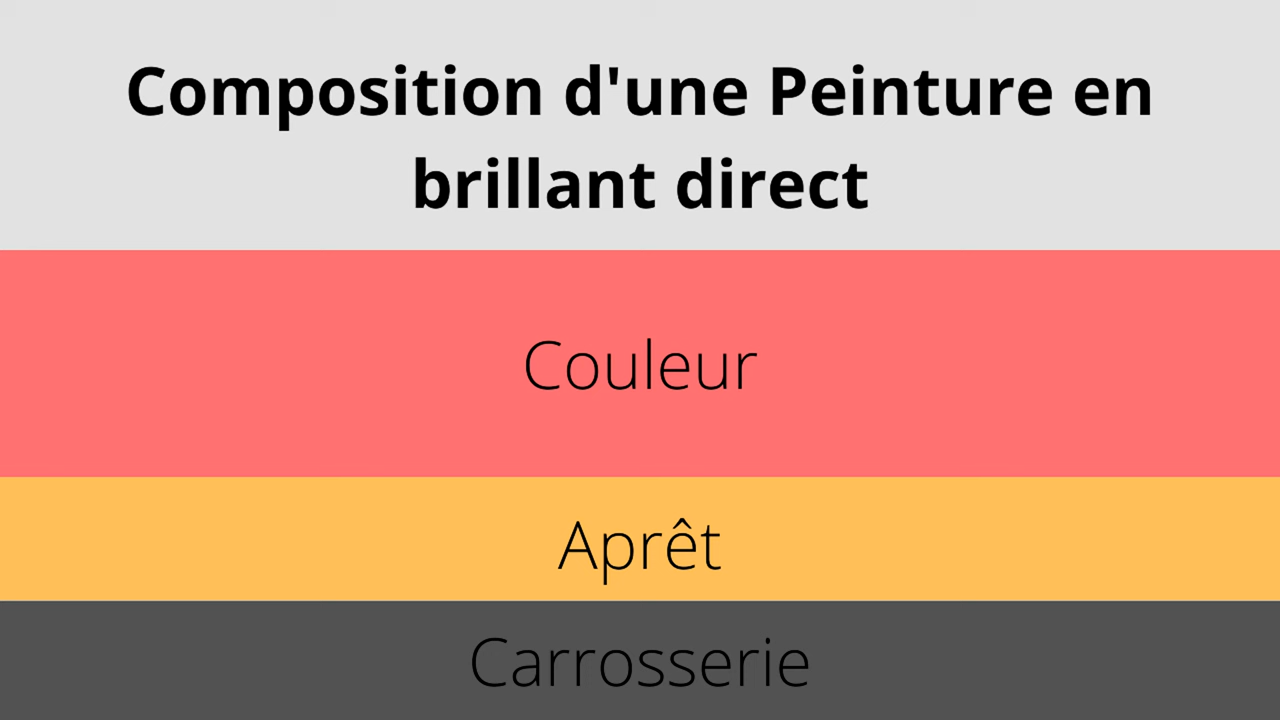 Composition d'une Peinture en
brillant direct
Couleur
Aprêt
Carrosserie